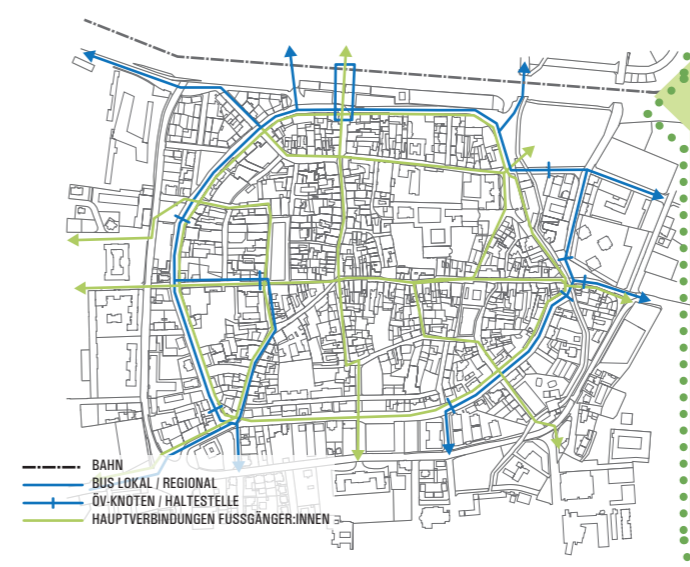 BAHN
BUS LOKAL / REGIONAL
ÖV-KNOTEN / HALTESTELLE
HAUPTVERBINDUNGEN FUSSGÄNGER:INNEN